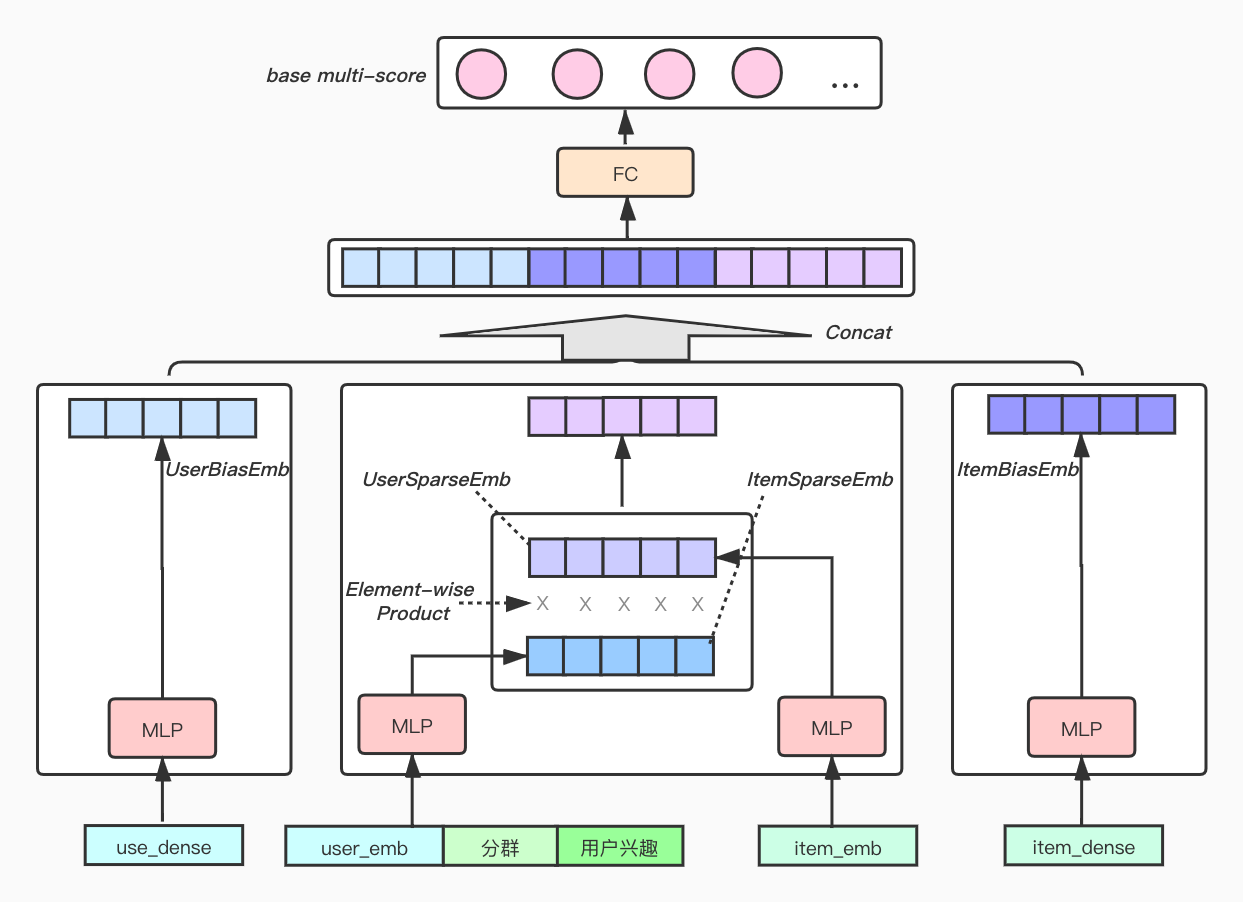 base multi-score
...
FC
Concat
UserBiasEmb
UserSparseEmb
ItemSparseEmb
ItemBiasEmb
Element-wise
Product
X X X X X
MLP
MLP
MLP
MLP
use_dense
user_emb
分群
用户兴趣
item_emb
item_dense